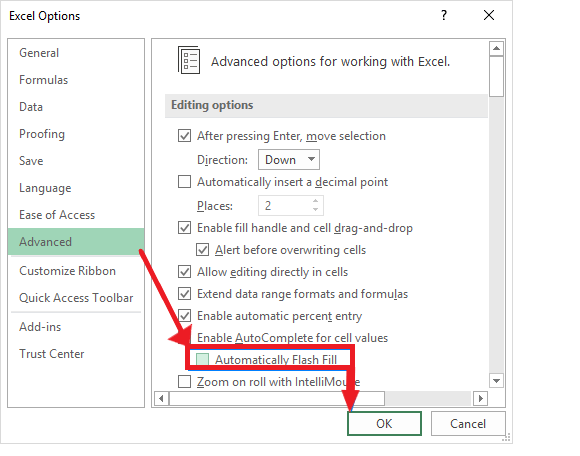 Excel Options
?
General
Formulas
Data
Proofing
Save
Language
Ease of Access
Advanced
Customize Ribbon
Quick Access Toolbar
Add-ins
Trust Center
Advanced options for working with Excel.
Editing options
After pressing Enter, move selection
Direction: Down
Automatically insert a decimal point
Places: 2
Enable fill handle and cell drag-and-drop
Alert before overwriting cells
Allow editing directly in cells
Extend data range formats and formulas
Enable automatic percent entry
Enable AutoComplete for cell values
Automatically Flash Fill
Zoom on roll with IntelliMouse
OK
Cancel